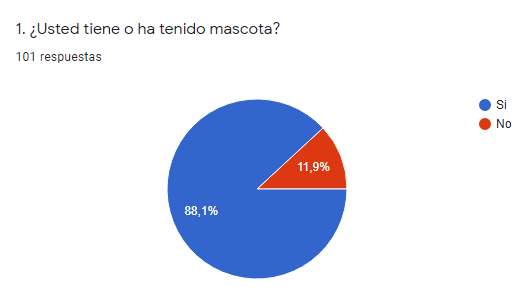 1. ¿Usted tiene o ha tenido mascota?
101 respuestas
Si
No
11,9%
88,1%